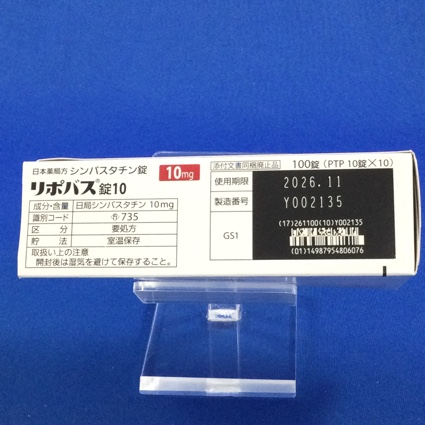 日本薬局方 シンバスタチン錠 10mg
リポバス®錠10
成分・含量 日局シンバスタチン 10mg
識別コード 735
区 分 要処方
貯 法 室温保存
取扱い上の注意
開封後は湿気を避けて保存すること。
添付文書同梱廃止品 100錠 (PTP 10錠×10)
使用期限 2026.11
製造番号 Y002135
GS1
(17)261100(10)Y002135
(01)14987954806076